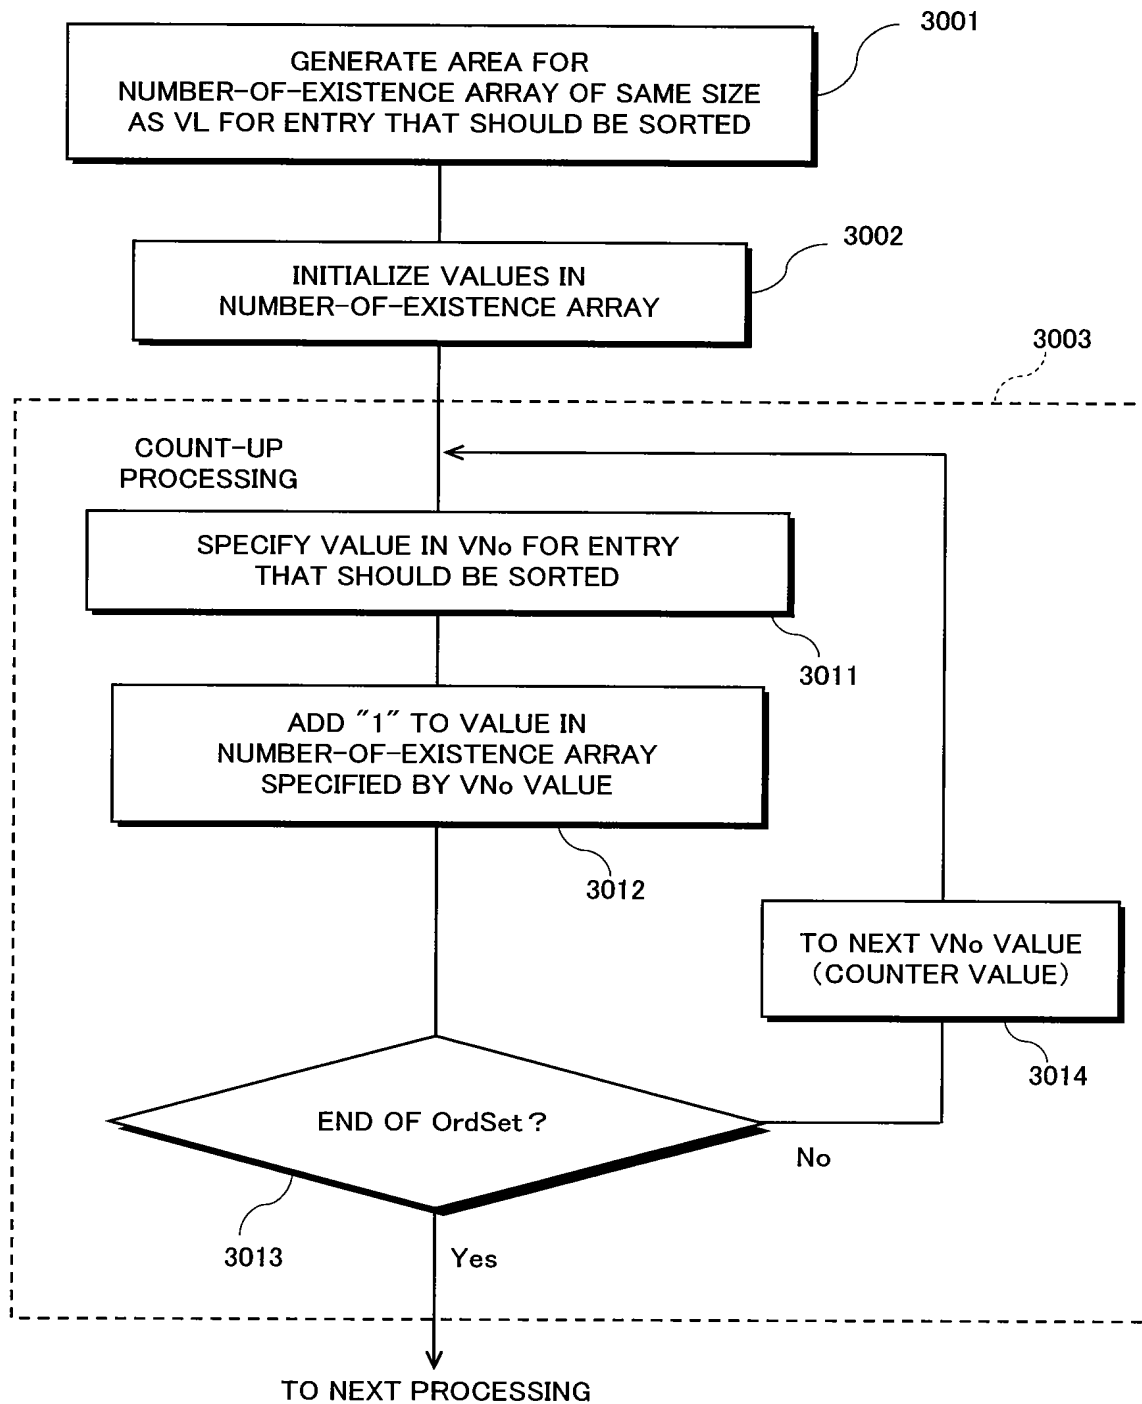 3001
GENERATE AREA FOR
NUMBER-OF-EXISTENCE ARRAY OF SAME SIZE
AS VL FOR ENTRY THAT SHOULD BE SORTED
3002
INITIALIZE VALUES IN
NUMBER-OF-EXISTENCE ARRAY
3003
COUNT-UP
PROCESSING
SPECIFY VALUE IN VNo FOR ENTRY
THAT SHOULD BE SORTED
3011
ADD "1" TO VALUE IN
NUMBER-OF-EXISTENCE ARRAY
SPECIFIED BY VNo VALUE
3012
TO NEXT VNo VALUE
(COUNTER VALUE)
3014
END OF OrdSet?
No
3013
Yes
TO NEXT PROCESSING